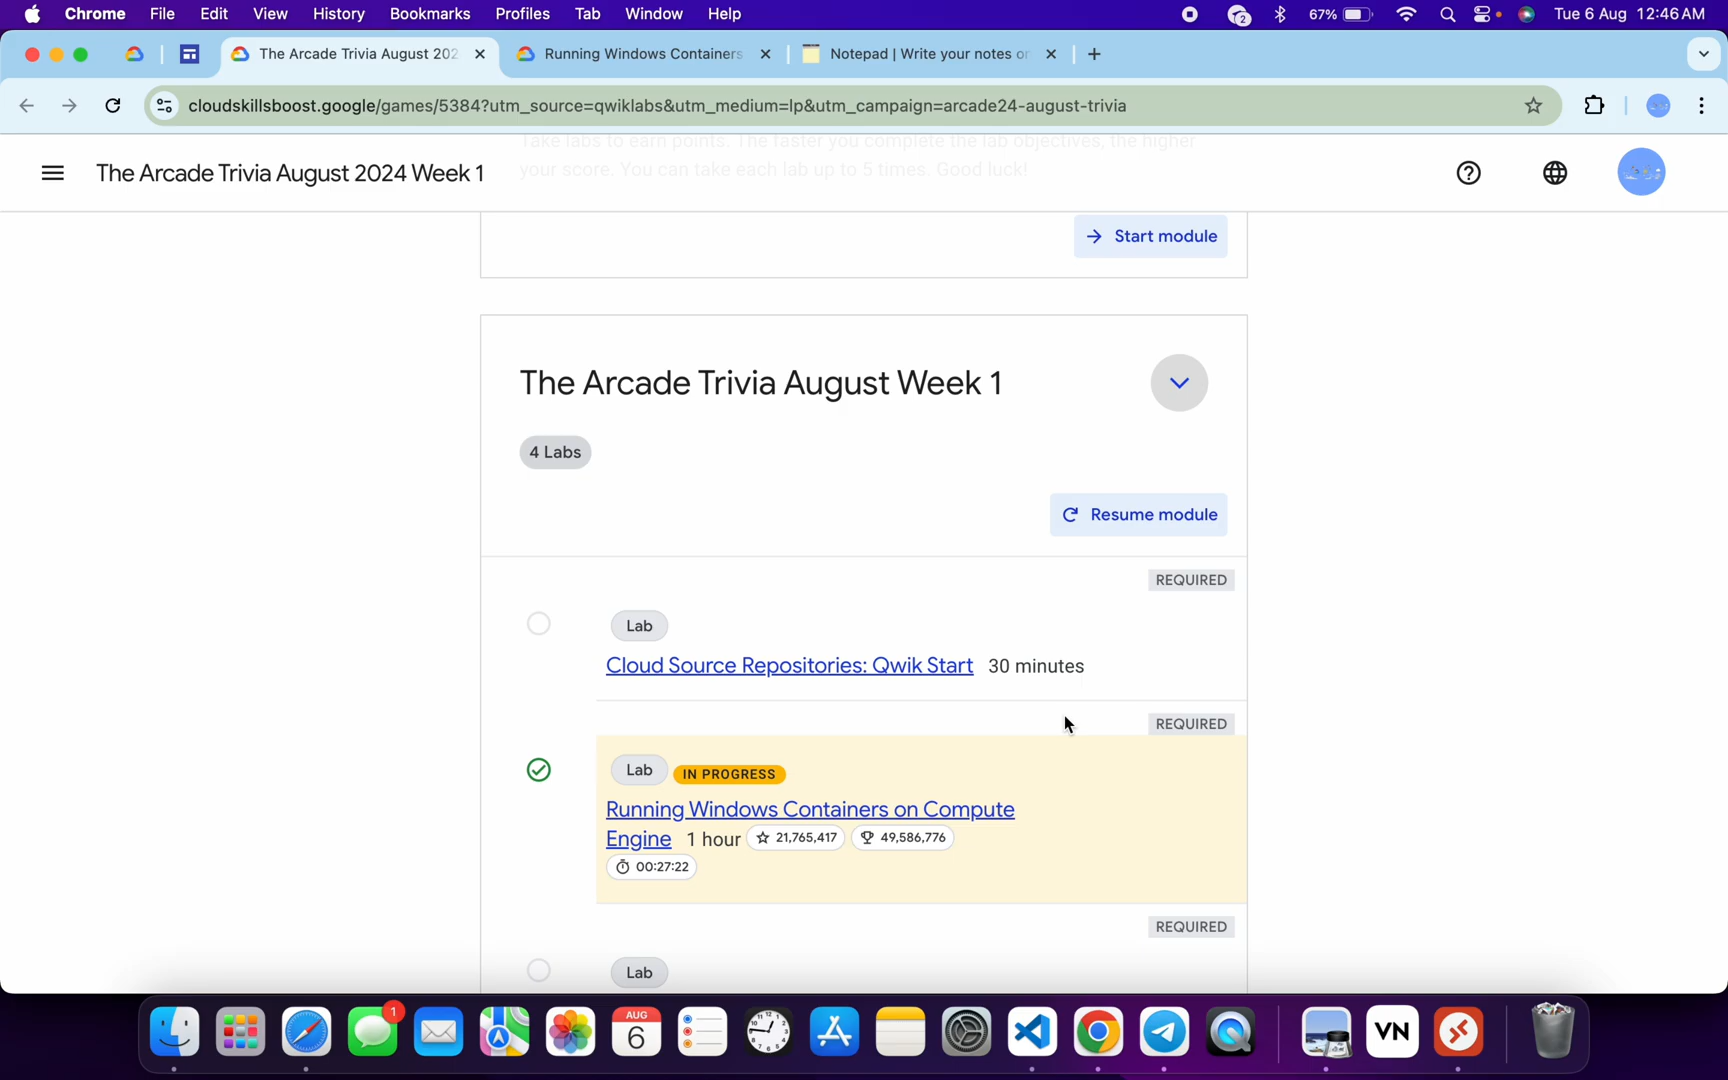 Chrome File Edit View History Bookmarks Profiles Tab Window Help 2 67% Tue 6 Aug 12:46 AM
The Arcade Trivia August 202 Running Windows Containers Notepad | Write your notes on
cloudskillsboost.google/games/5384?utm_source=qwiklabs&utm_medium=lp&utm_campaign=arcade24-august-trivia
Take labs to earn points. The faster you complete the lab objectives, the higher
your score. You can take each lab up to 5 times. Good luck!
The Arcade Trivia August 2024 Week 1
Start module
The Arcade Trivia August Week 1
4 Labs
Resume module
REQUIRED
Lab
Cloud Source Repositories: Qwik Start 30 minutes
REQUIRED
Lab IN PROGRESS
Running Windows Containers on Compute
Engine 1 hour 21,765,417 49,586,776
00:27:22
REQUIRED
Lab
1
AUG
6
VN